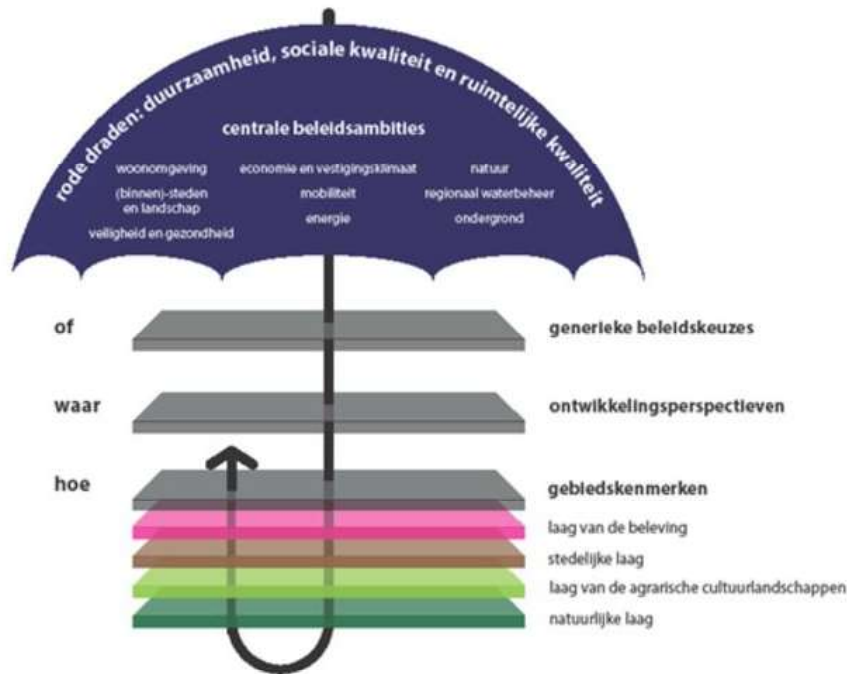 rode draden: duurzaamheid, sociale kwaliteit en ruimtelijke kwaliteit
centrale beleidsambities
woonomgeving
(binnen)-steden
en landschap
veiligheid en gezondheid
economie en vestigingsklimaat
mobiliteit
energie
natuur
regionaal waterbeheer
ondergrond
of
generieke beleidskeuzes
waar
ontwikkelingsperspectieven
hoe
gebiedskenmerken
laag van de beleving
stedelijke laag
laag van de agrarische cultuurlandschappen
natuurlijke laag